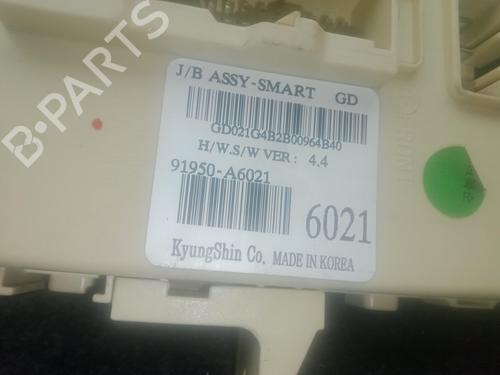 B-PARTS
J/B ASSY-SMART GD
GD021G4B2B00964B40
H/W.S/W VER : 4.4
91950-A6021
6021
KyungShin Co. MADE IN KOREA